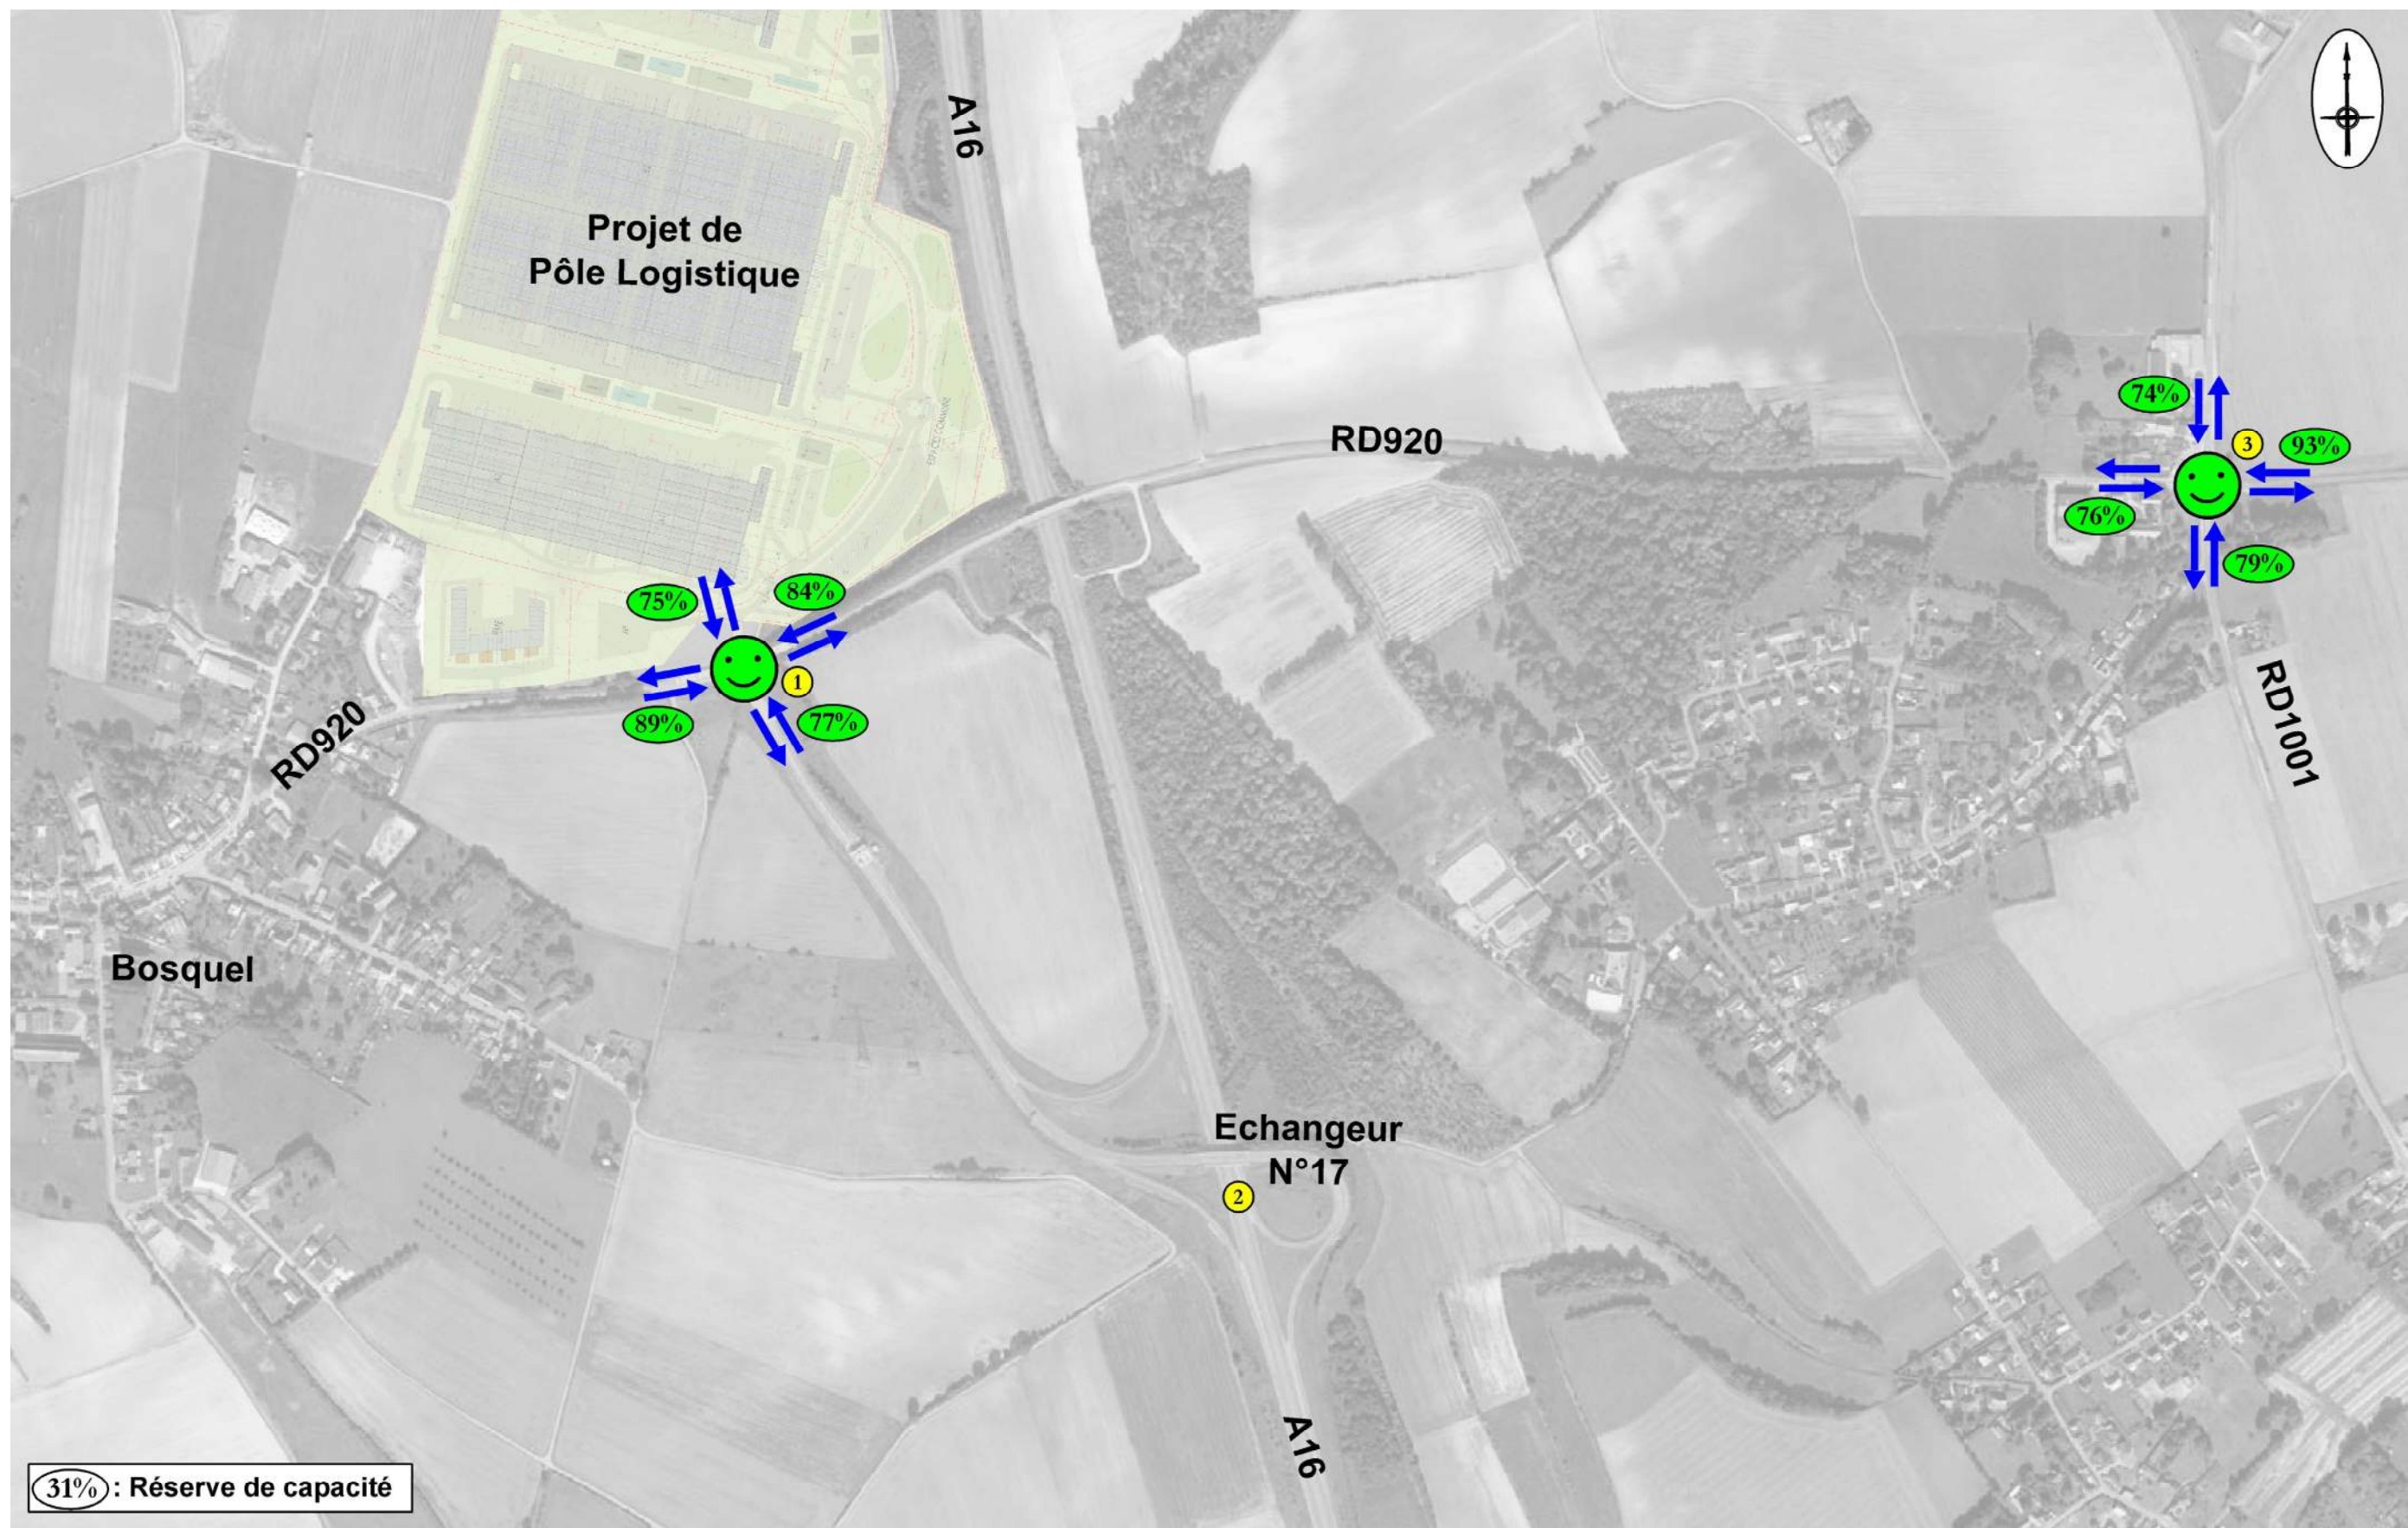 A16
Projet de
Pôle Logistique
RD920
74%
3
93%
76%
79%
75%
84%
1
89%
77%
RD920
RD1001
Bosquel
Echangeur
N°17
2
A16
31% : Réserve de capacité